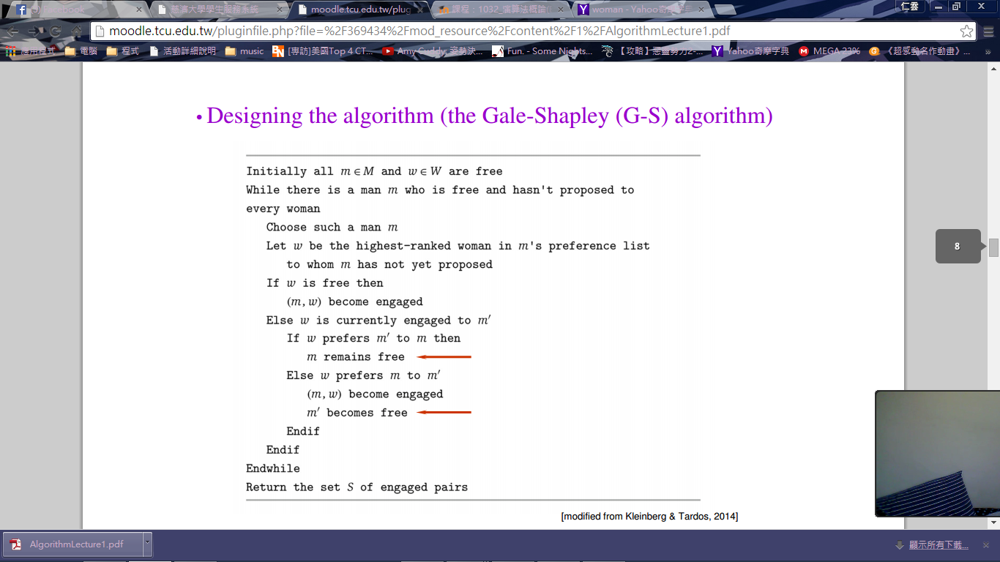 moodle.tcu.edu.tw/plug
課程:1032_演算法概論(
woman - Yahoo奇摩字典
仁雲
moodle.tcu.edu.tw/pluginfile.php?file=%2F369434%2Fmod_resource%2Fcontent%2F1%2FAlgorithmLecture1.pdf
應用程式
電腦
程式
活動詳細說明
music
[專訪]美國Top 4 CT...
Amy Cuddy: 姿勢決...
Fun. - Some Nights...
【攻略】惡靈勢力2-...
Yahoo奇摩字典
MEGA 23%
《超感動名作動畫》...
»
• Designing the algorithm (the Gale-Shapley (G-S) algorithm)
Initially all m ∈ M and w ∈ W are free
While there is a man m who is free and hasn't proposed to
every woman
Choose such a man m
Let w be the highest-ranked woman in m's preference list
to whom m has not yet proposed
If w is free then
(m, w) become engaged
Else w is currently engaged to m′
If w prefers m′ to m then
m remains free
Else w prefers m to m′
(m, w) become engaged
m′ becomes free
Endif
Endif
Endwhile
Return the set S of engaged pairs
[modified from Kleinberg & Tardos, 2014]
8
AlgorithmLecture1.pdf
顯示所有下載...